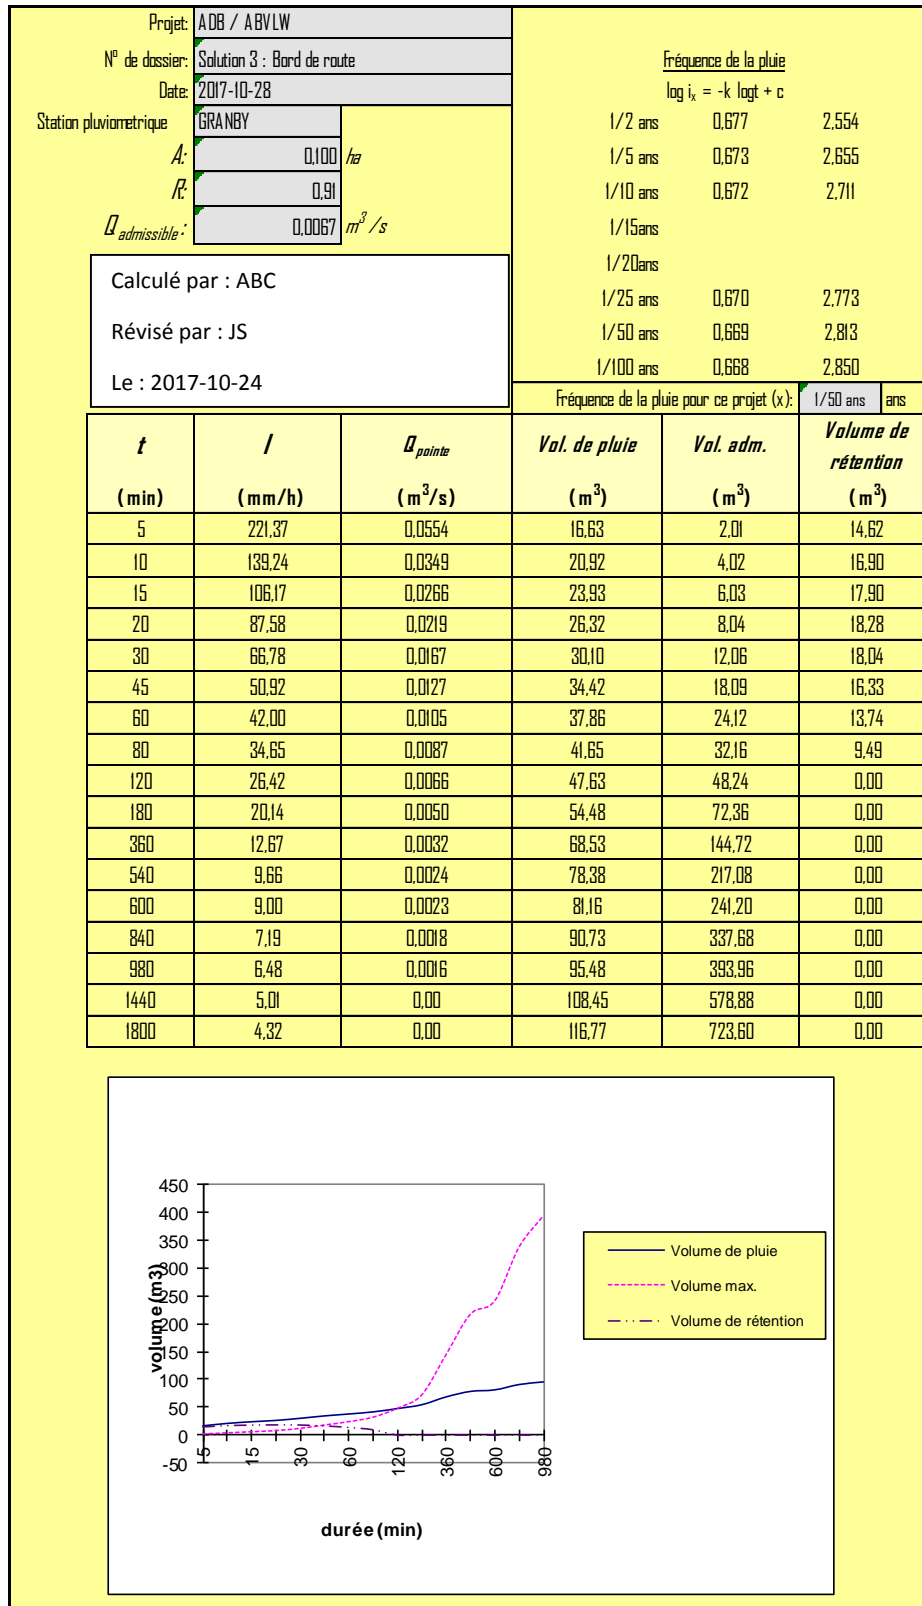 Projet: ADB / ABVLW
N° de dossier: Solution 3 : Bord de route
Date: 2017-10-28
Station pluviometrique GRANBY
A: 0,100 ha
R: 0,91
Q admissible : 0,0067 m³/s
Calculé par : ABC
Révisé par : JS
Le : 2017-10-24
Fréquence de la pluie
log iₓ = -k logt + c
1/2 ans 0,677 2,554
1/5 ans 0,673 2,655
1/10 ans 0,672 2,711
1/15ans
1/20ans
1/25 ans 0,670 2,773
1/50 ans 0,669 2,813
1/100 ans 0,668 2,850
Fréquence de la pluie pour ce projet (x): 1/50 ans ans
t I Q pointe Vol. de pluie Vol. adm. Volume de rétention
(min) (mm/h) (m³/s) (m³) (m³) (m³)
5 221,37 0,0554 16,63 2,01 14,62
10 139,24 0,0349 20,92 4,02 16,90
15 106,17 0,0266 23,93 6,03 17,90
20 87,58 0,0219 26,32 8,04 18,28
30 66,78 0,0167 30,10 12,06 18,04
45 50,92 0,0127 34,42 18,09 16,33
60 42,00 0,0105 37,86 24,12 13,74
80 34,65 0,0087 41,65 32,16 9,49
120 26,42 0,0066 47,63 48,24 0,00
180 20,14 0,0050 54,48 72,36 0,00
360 12,67 0,0032 68,53 144,72 0,00
540 9,66 0,0024 78,38 217,08 0,00
600 9,00 0,0023 81,16 241,20 0,00
840 7,19 0,0018 90,73 337,68 0,00
980 6,48 0,0016 95,48 393,96 0,00
1440 5,01 0,00 108,45 578,88 0,00
1800 4,32 0,00 116,77 723,60 0,00
volume (m3)
450
400
350
300
250
200
150
100
50
0
-50
5 15 30 60 120 360 600 980
durée (min)
Volume de pluie
Volume max.
Volume de rétention